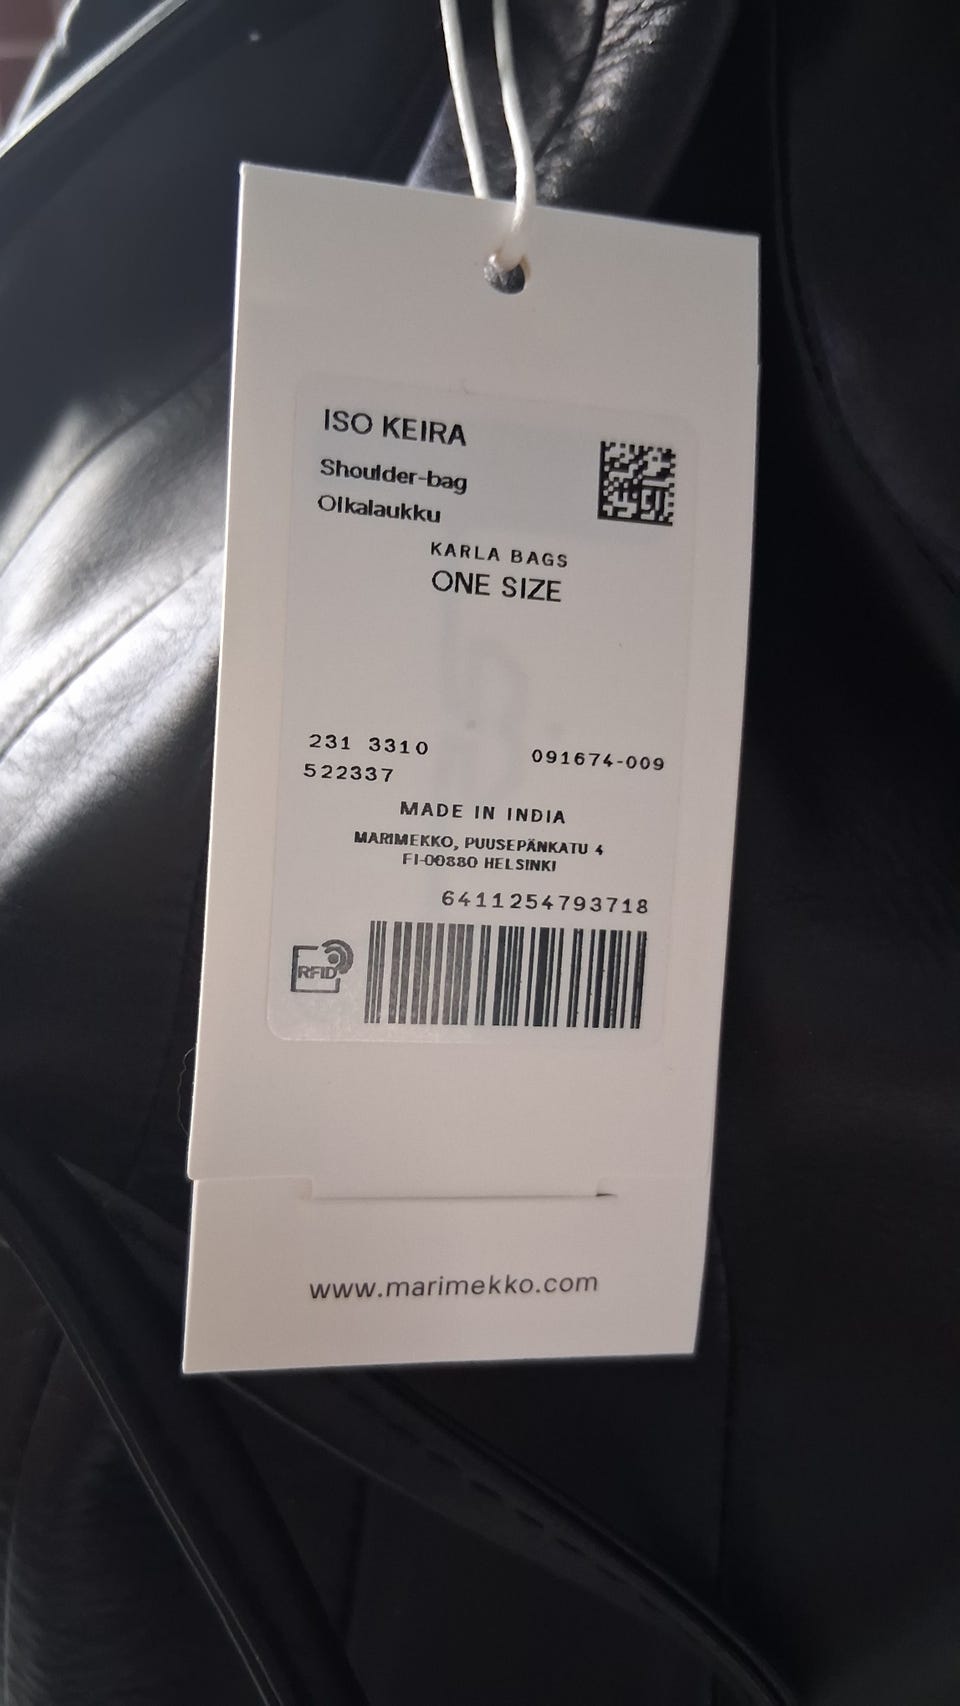 ISO KEIRA
Shoulder-bag
Olkalaukku
KARLA BAGS
ONE SIZE
231 3310
091674-009
522337
MADE IN INDIA
MARIMEKKO, PUUSEPÄNKATU 4
FI-00880 HELSINKI
6411254793718
RFID
www.marimekko.com